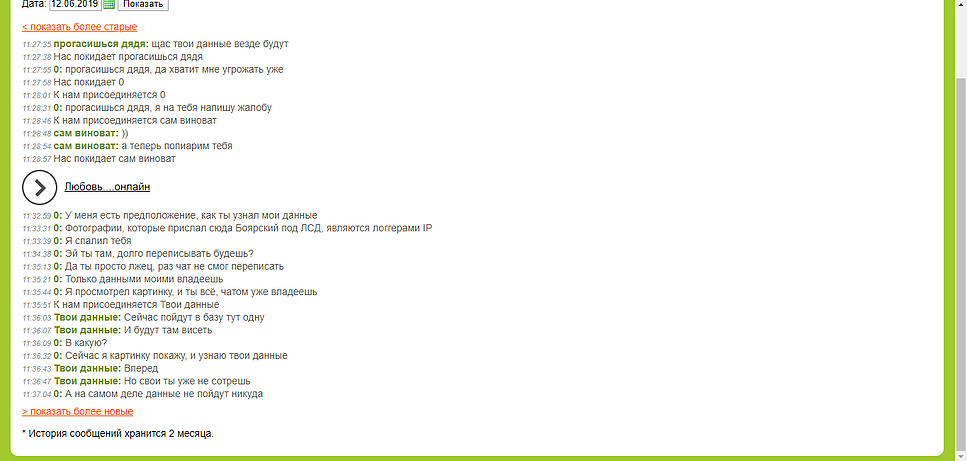 Дата: 12.06.2019 Показать
< показать более старые
11:27:35 прогасишься дядя: щас твои данные везде будут
11:27:38 Нас покидает прогасишься дядя
11:27:55 0: прогасишься дядя, да хватит мне угрожать уже
11:27:58 Нас покидает 0
11:28:01 К нам присоединяется 0
11:28:31 0: прогасишься дядя, я на тебя напишу жалобу
11:28:46 К нам присоединяется сам виноват
11:28:48 сам виноват: ))
11:28:54 сам виноват: а теперь попиарим тебя
11:28:57 Нас покидает сам виноват
Любовь....онлайн
11:32:59 0: У меня есть предположение, как ты узнал мои данные
11:33:31 0: Фотографии, которые прислал сюда Боярский под ЛСД, являются логгерами IP
11:33:39 0: Я спалил тебя
11:34:38 0: Эй ты там, долго переписывать будешь?
11:35:13 0: Да ты просто лжец, раз чат не смог переписать
11:35:21 0: Только данными моими владеешь
11:35:44 0: Я просмотрел картинку, и ты всё, чатом уже владеешь
11:35:51 К нам присоединяется Твои данные
11:36:03 Твои данные: Сейчас пойдут в базу тут одну
11:36:07 Твои данные: И будут там висеть
11:36:09 0: В какую?
11:36:32 0: Сейчас я картинку покажу, и узнаю твои данные
11:36:43 Твои данные: Вперед
11:36:47 Твои данные: Но свои ты уже не сотрешь
11:37:04 0: А на самом деле данные не пойдут никуда
> показать более новые
* История сообщений хранится 2 месяца.